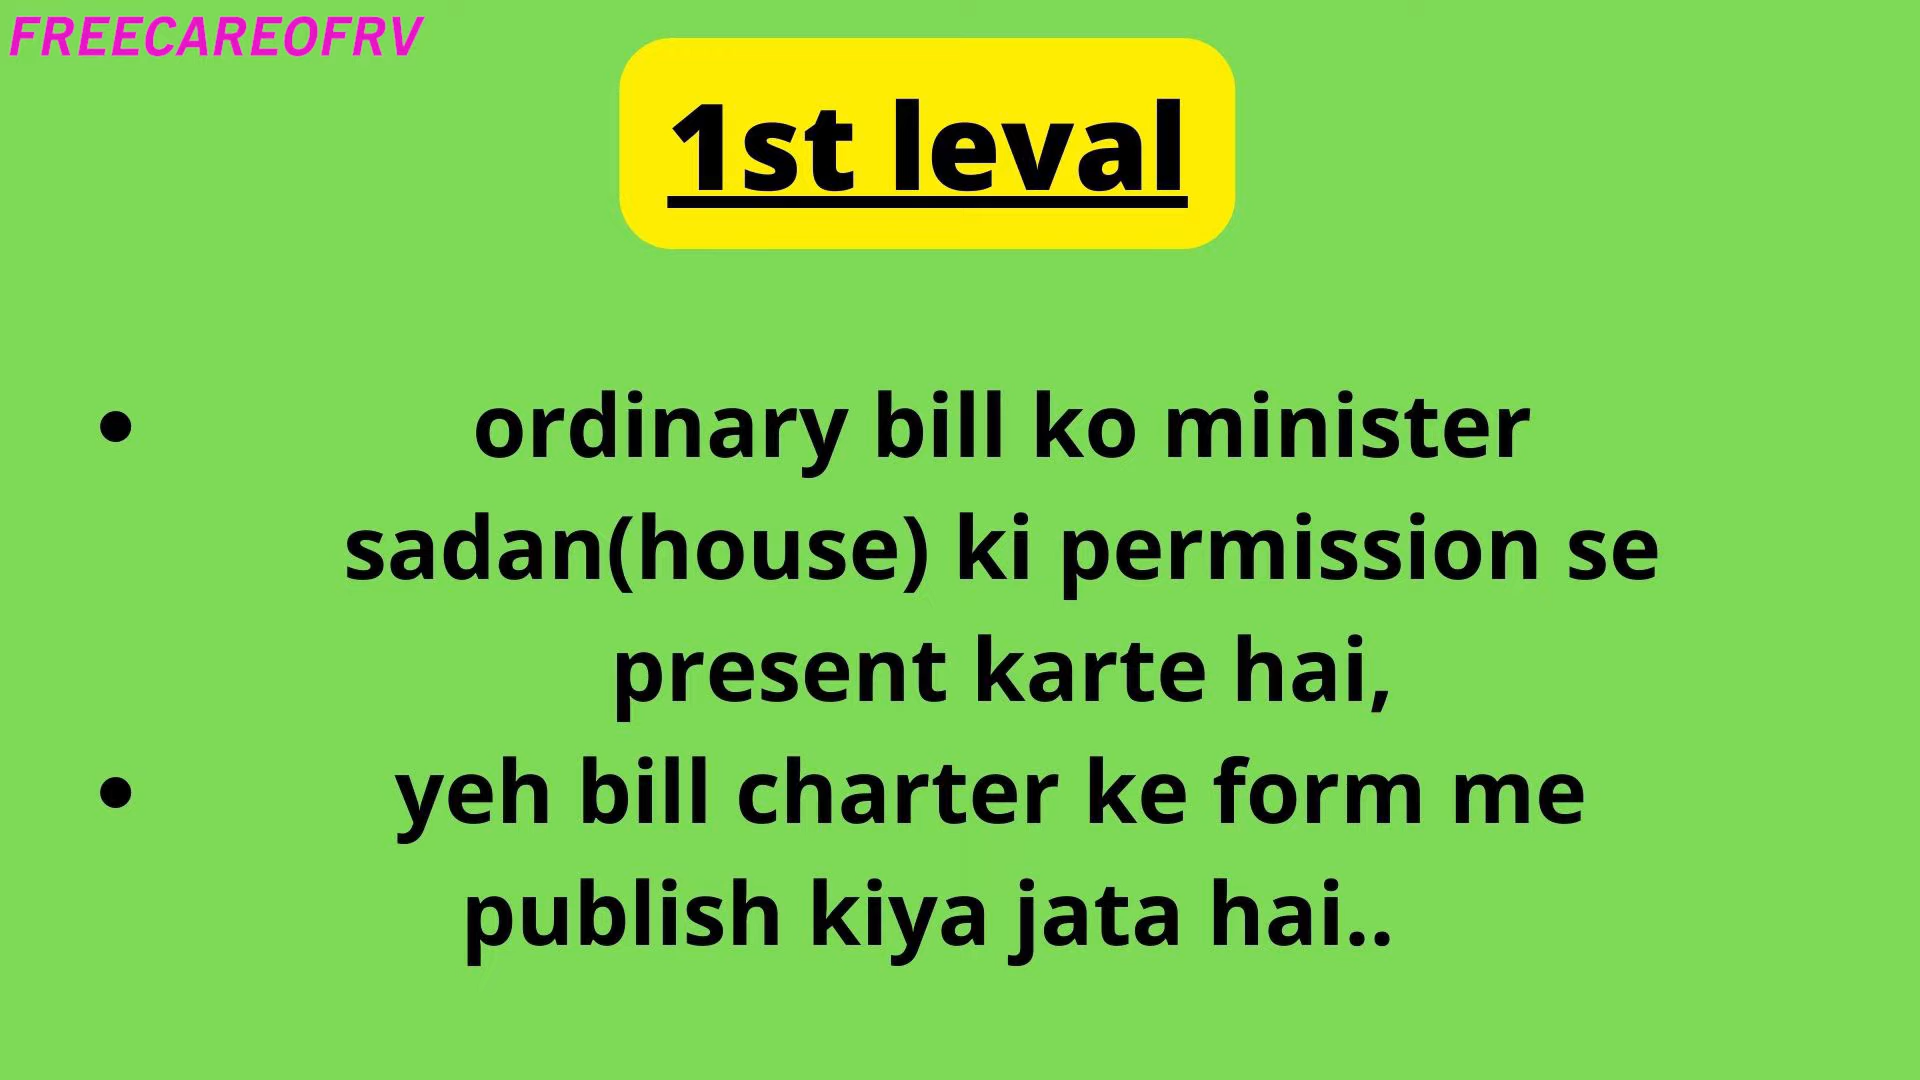 FREECAREOFRV
1st leval
• ordinary bill ko minister
sadan(house) ki permission se
present karte hai,
• yeh bill charter ke form me
publish kiya jata hai..